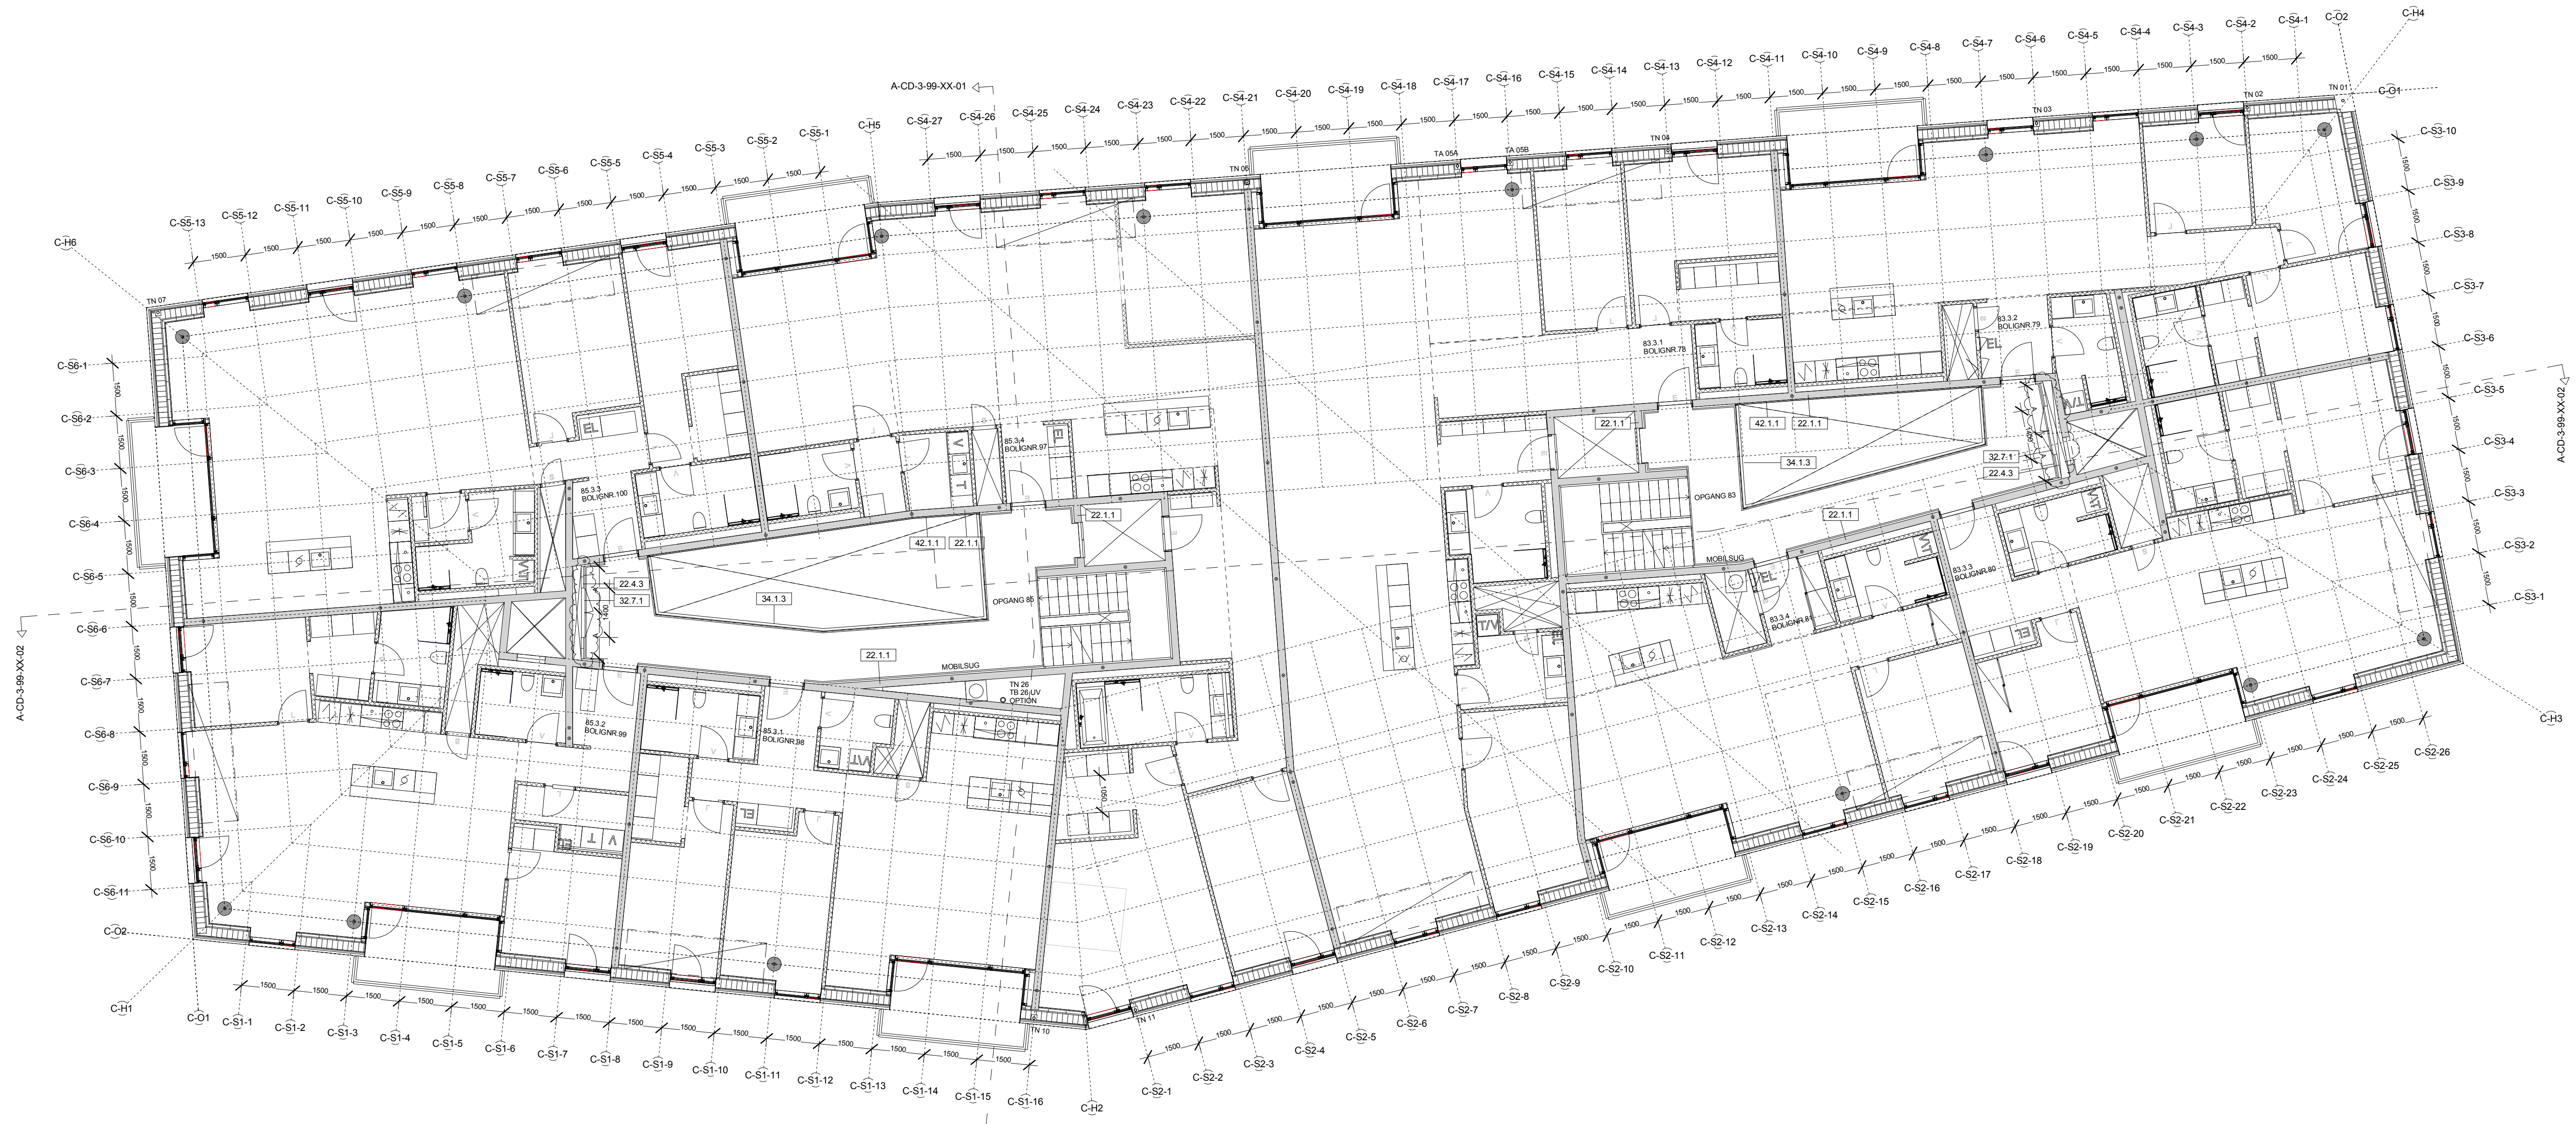 C-H4
C-O2
C-S4-1
C-S4-2
C-S4-3
C-S4-4
C-S4-5
C-S4-6
C-S4-7
C-S4-8
C-S4-9
C-S4-10
C-S4-11
C-S4-12
C-S4-13
C-S4-14
C-S4-15
C-S4-16
C-S4-17
C-S4-18
C-S4-19
C-S4-20
C-S4-21
C-S4-22
C-S4-23
C-S4-24
C-S4-25
C-S4-26
C-S4-27
A-CD-3-99-XX-01
C-H5
C-S5-1
C-S5-2
C-S5-3
C-S5-4
C-S5-5
C-S5-6
C-S5-7
C-S5-8
C-S5-9
C-S5-10
C-S5-11
C-S5-12
C-S5-13
C-H6
C-O1
1500
TN 01
TN 02
TN 03
TN 04
TA 05B
TA 05A
TN 06
TN 07
C-S3-10
C-S3-9
C-S3-8
C-S3-7
C-S3-6
C-S3-5
C-S3-4
C-S3-3
C-S3-2
C-S3-1
A-CD-3-99-XX-02
C-H3
C-S6-1
C-S6-2
C-S6-3
C-S6-4
C-S6-5
C-S6-6
C-S6-7
C-S6-8
C-S6-9
C-S6-10
C-S6-11
A-CD-3-99-XX-02
C-O2
C-H1
C-O1
83.3.1
BOLIGNR.78
83.3.2
BOLIGNR.79
83.3.3
BOLIGNR.80
83.3.4
BOLIGNR.81
85.3.4
BOLIGNR.97
85.3.3
BOLIGNR.100
85.3.2
BOLIGNR.99
85.3.1
BOLIGNR.98
22.1.1
42.1.1
22.1.1
34.1.3
32.7.1
22.4.3
22.1.1
OPGANG 83
MOBILSUG
22.1.1
42.1.1
22.1.1
22.4.3
32.7.1
34.1.3
1400
OPGANG 85
22.1.1
MOBILSUG
TN 26
TB 26 UV
OPTION
1050
EL
V
T
V/T
TN 10
TN 11
C-S1-1
C-S1-2
C-S1-3
C-S1-4
C-S1-5
C-S1-6
C-S1-7
C-S1-8
C-S1-9
C-S1-10
C-S1-11
C-S1-12
C-S1-13
C-S1-14
C-S1-15
C-S1-16
C-H2
C-S2-1
C-S2-2
C-S2-3
C-S2-4
C-S2-5
C-S2-6
C-S2-7
C-S2-8
C-S2-9
C-S2-10
C-S2-11
C-S2-12
C-S2-13
C-S2-14
C-S2-15
C-S2-16
C-S2-17
C-S2-18
C-S2-19
C-S2-20
C-S2-21
C-S2-22
C-S2-23
C-S2-24
C-S2-25
C-S2-26